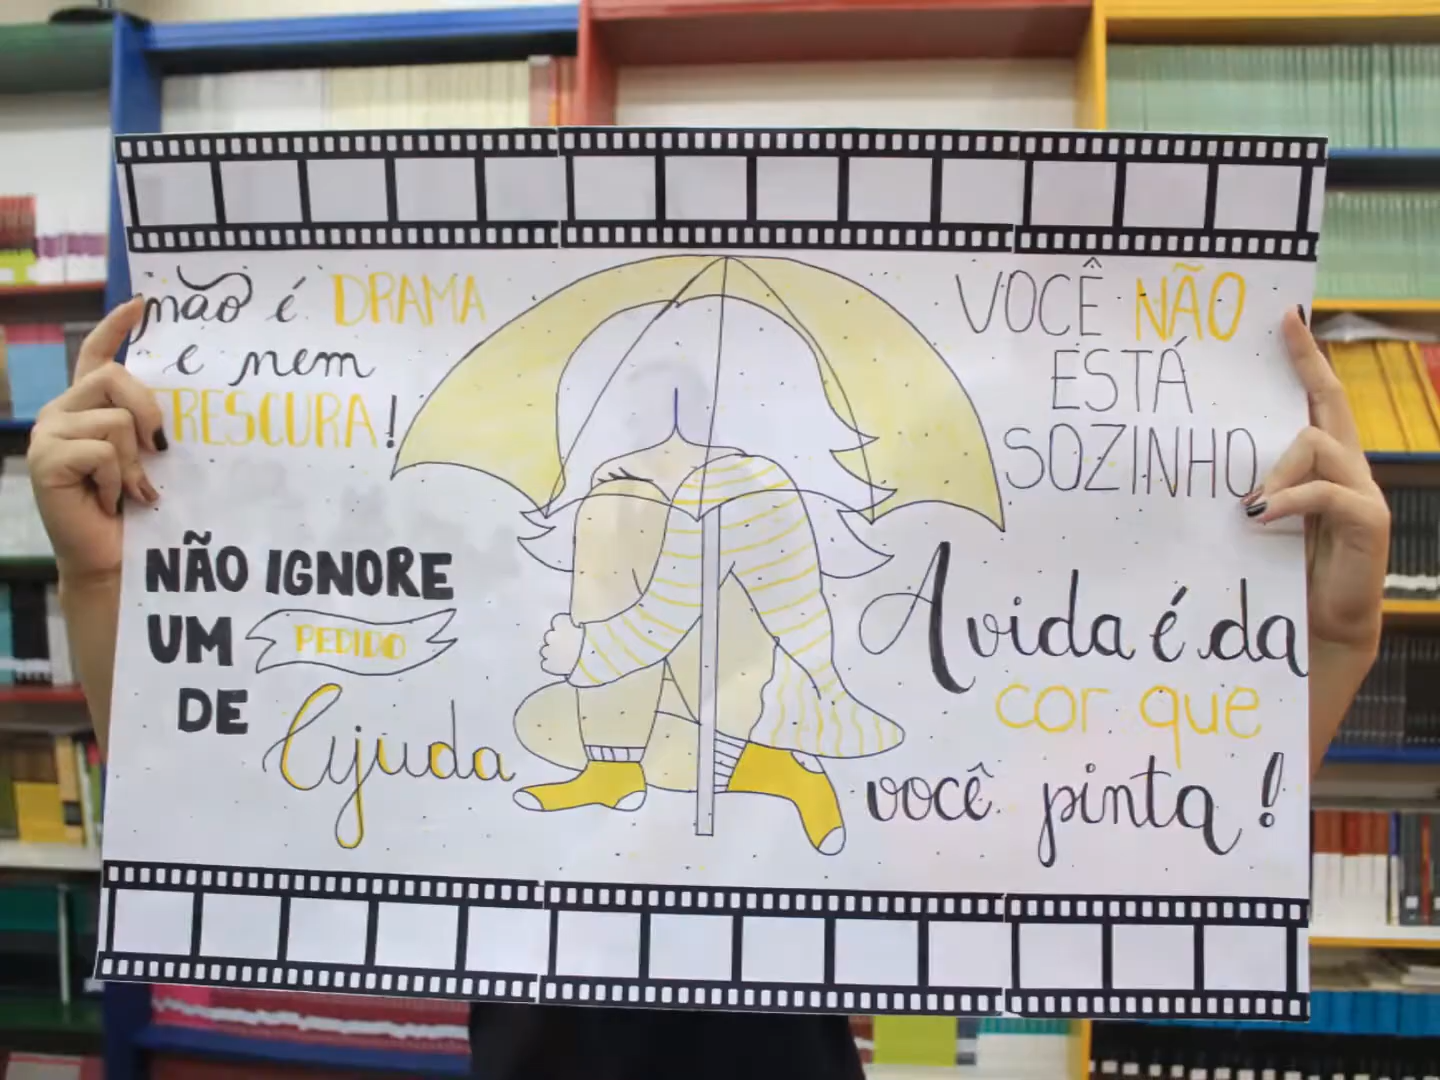 não é DRAMA
e nem
FRESCURA!
VOCÊ NÃO
ESTÁ
SOZINHO
NÃO IGNORE
UM PEDIDO
DE Ajuda
A vida é da
cor que
você pinta!